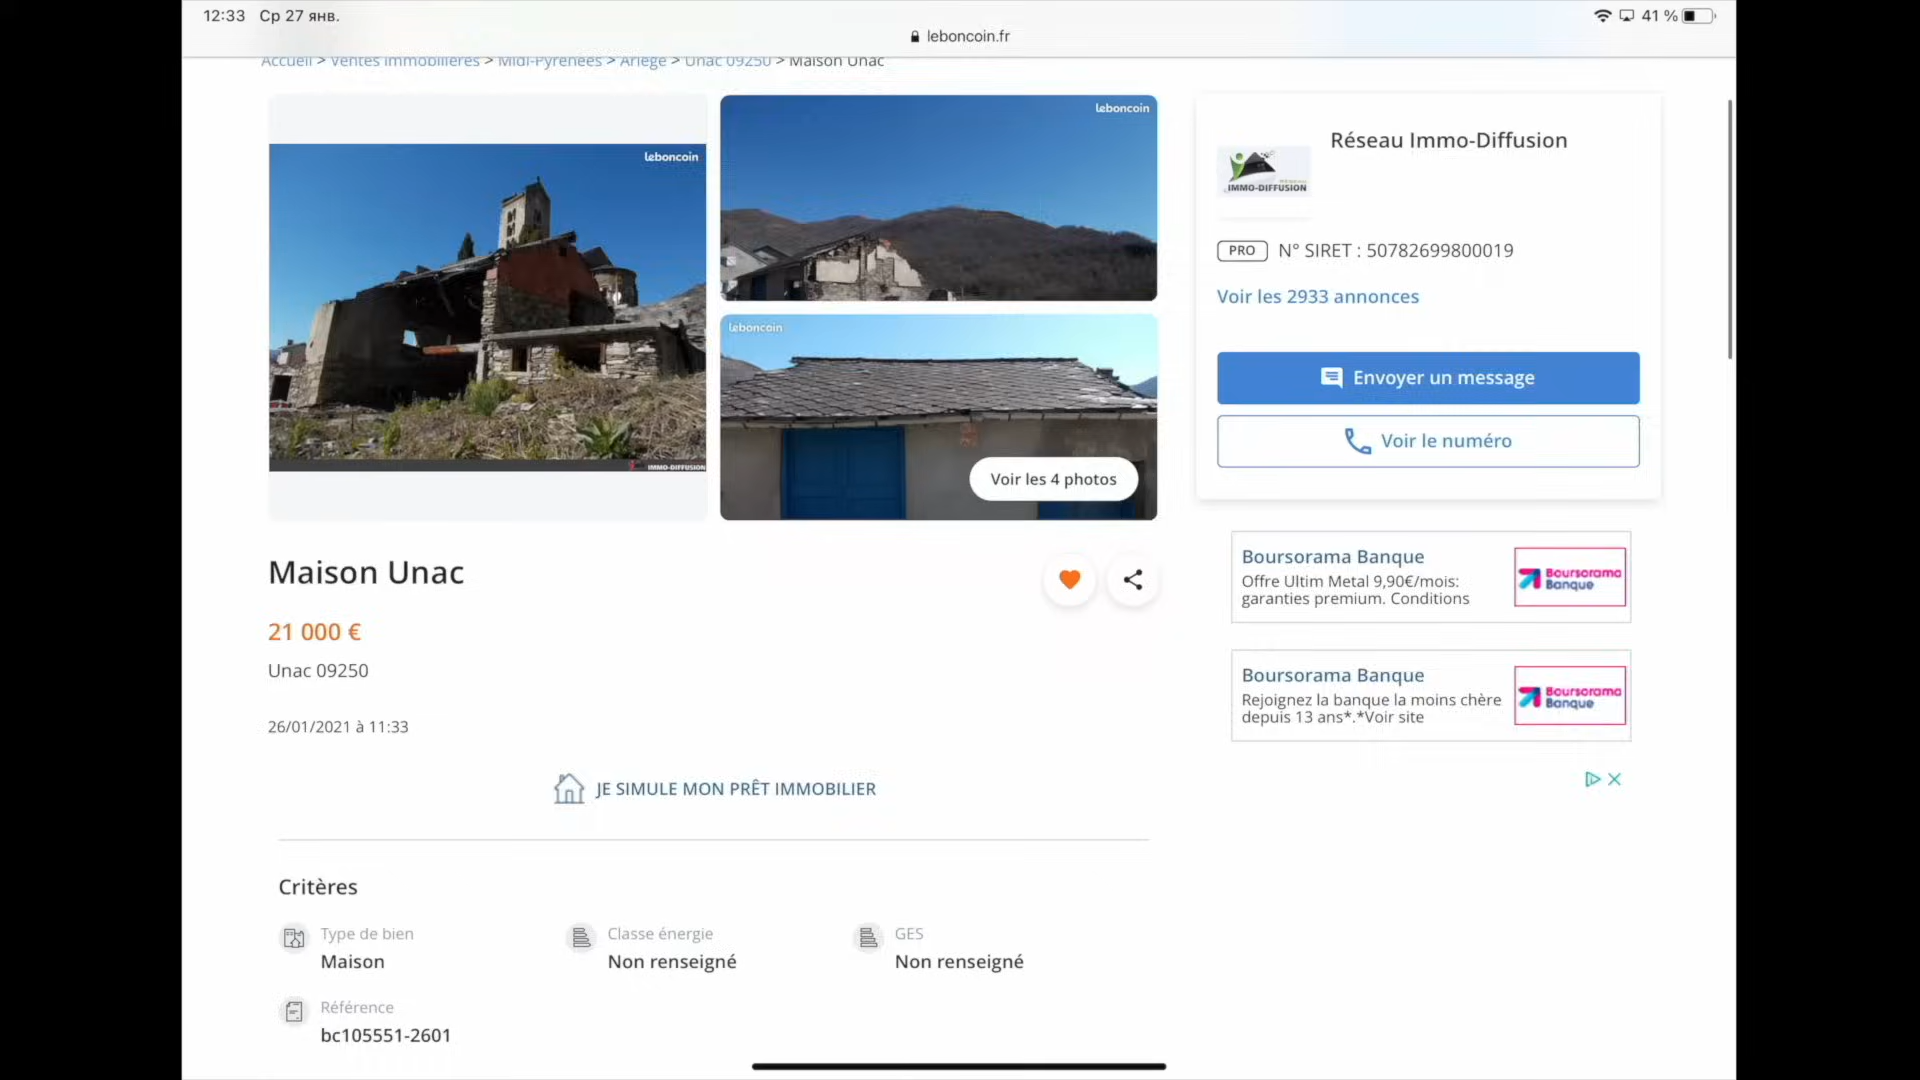 12:33 Ср 27 янв.
41 %
leboncoin.fr
Accueil > Ventes immobilières > Midi-Pyrénées > Ariège > Unac 09250 > Maison Unac
leboncoin
leboncoin
leboncoin
IMMO-DIFFUSION
Voir les 4 photos
Réseau Immo-Diffusion
IMMO-DIFFUSION
PRO N° SIRET : 50782699800019
Voir les 2933 annonces
Envoyer un message
Voir le numéro
Maison Unac
21 000 €
Unac 09250
26/01/2021 à 11:33
JE SIMULE MON PRÊT IMMOBILIER
Boursorama Banque
Offre Ultim Metal 9,90€/mois:
garanties premium. Conditions
Boursorama
Banque
Boursorama Banque
Rejoignez la banque la moins chère
depuis 13 ans*.*Voir site
Boursorama
Banque
Critères
Type de bien
Maison
Classe énergie
Non renseigné
GES
Non renseigné
Référence
bc105551-2601